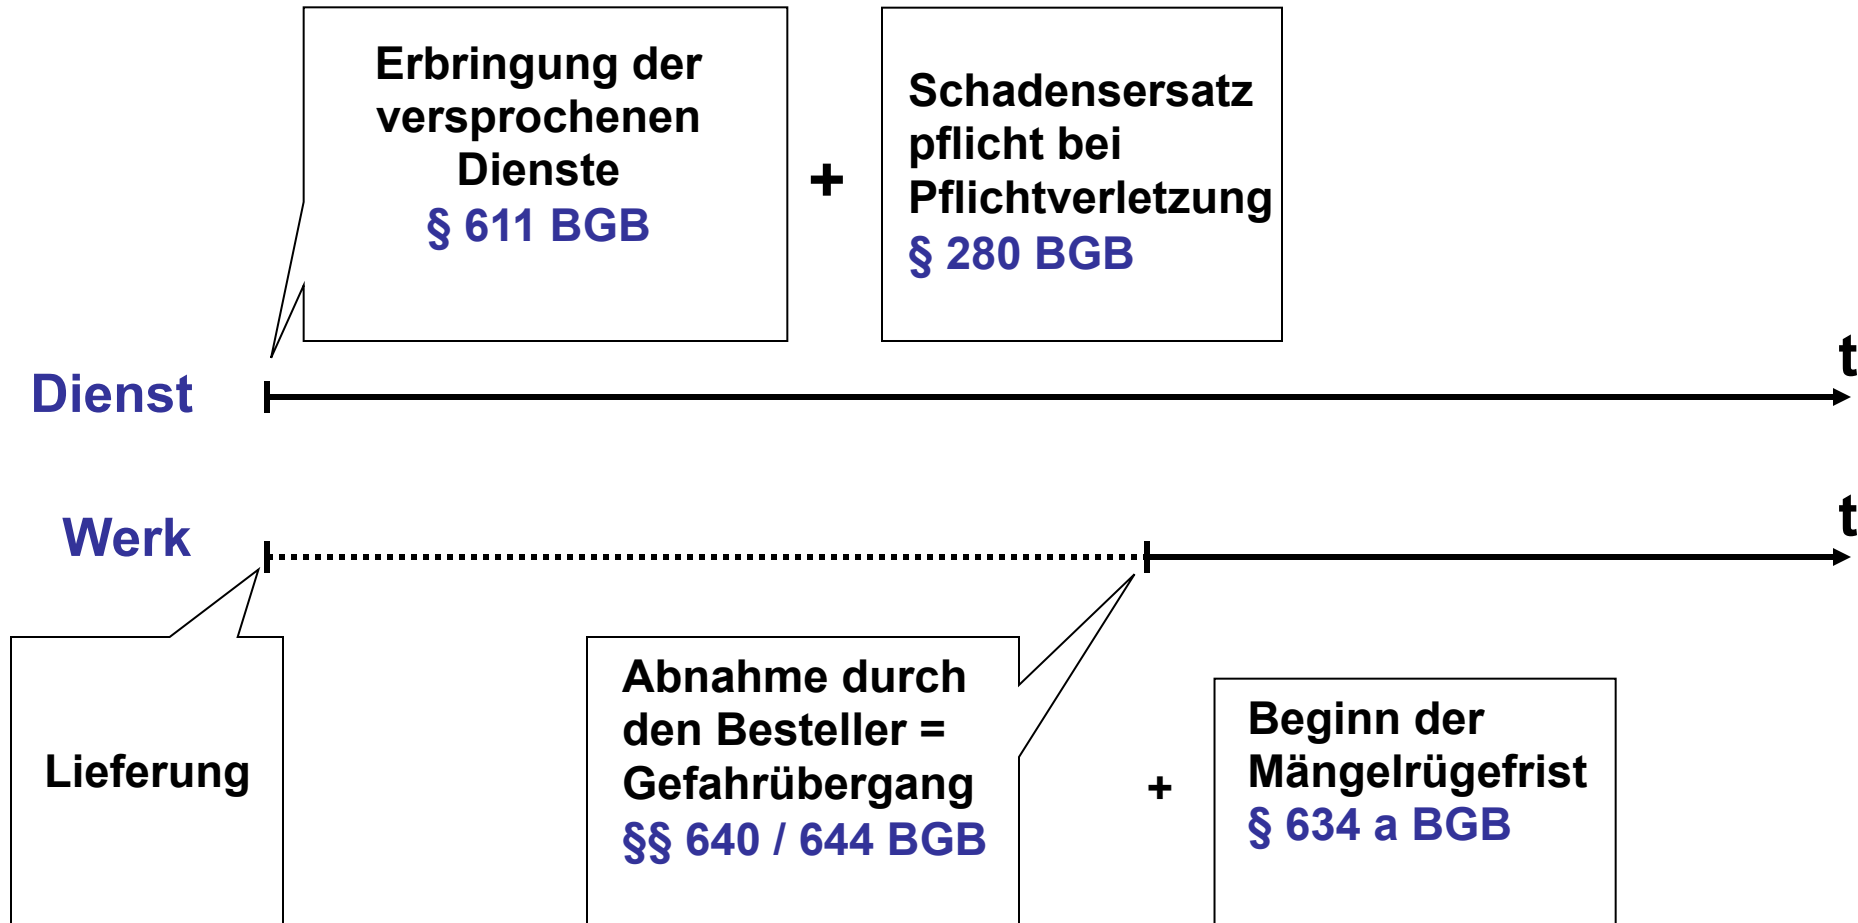 Erbringung der
versprochenen
Dienste
§ 611 BGB
+
Schadensersatz
pflicht bei
Pflichtverletzung
§ 280 BGB
t
Dienst
t
Werk
Lieferung
Abnahme durch
den Besteller =
Gefahrübergang
§§ 640 / 644 BGB
+
Beginn der
Mängelrügefrist
§ 634 a BGB